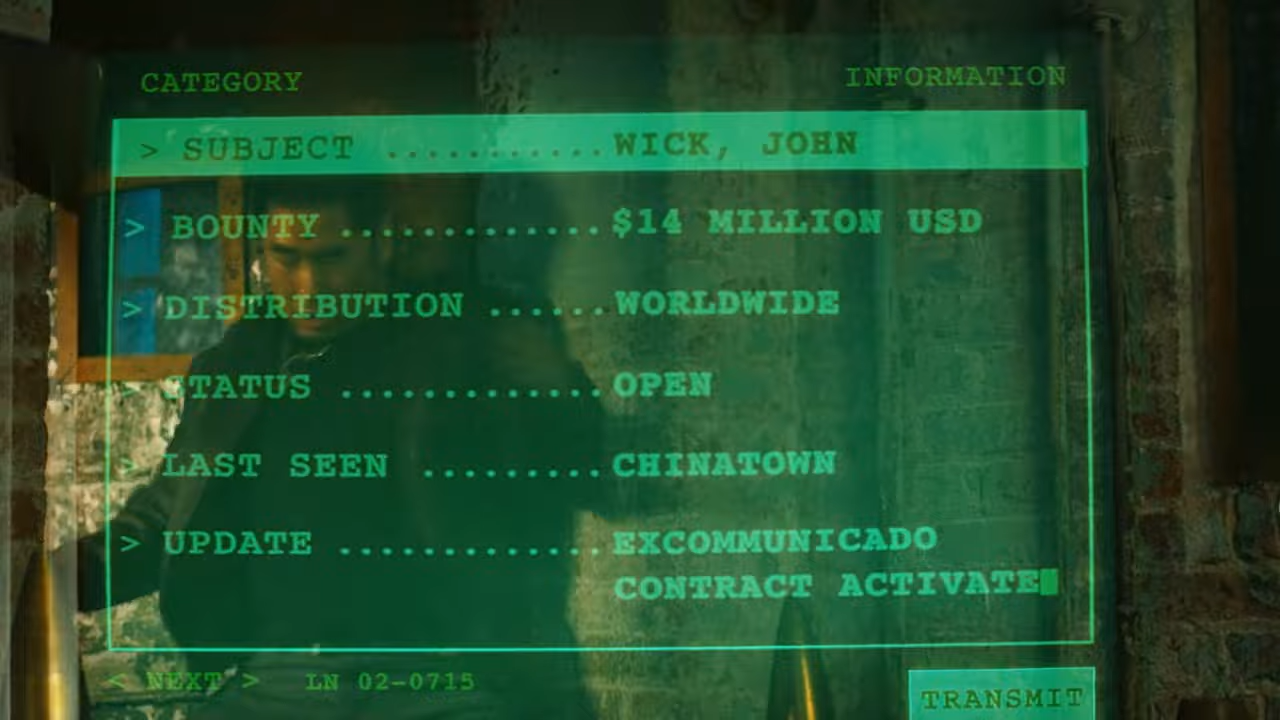 CATEGORY INFORMATION
> SUBJECT ...........WICK, JOHN
> BOUNTY .............$14 MILLION USD
> DISTRIBUTION ......WORLDWIDE
> STATUS .............OPEN
> LAST SEEN .........CHINATOWN
> UPDATE .............EXCOMMUNICADO
CONTRACT ACTIVATE
< NEXT > LN 02-0715
TRANSMIT